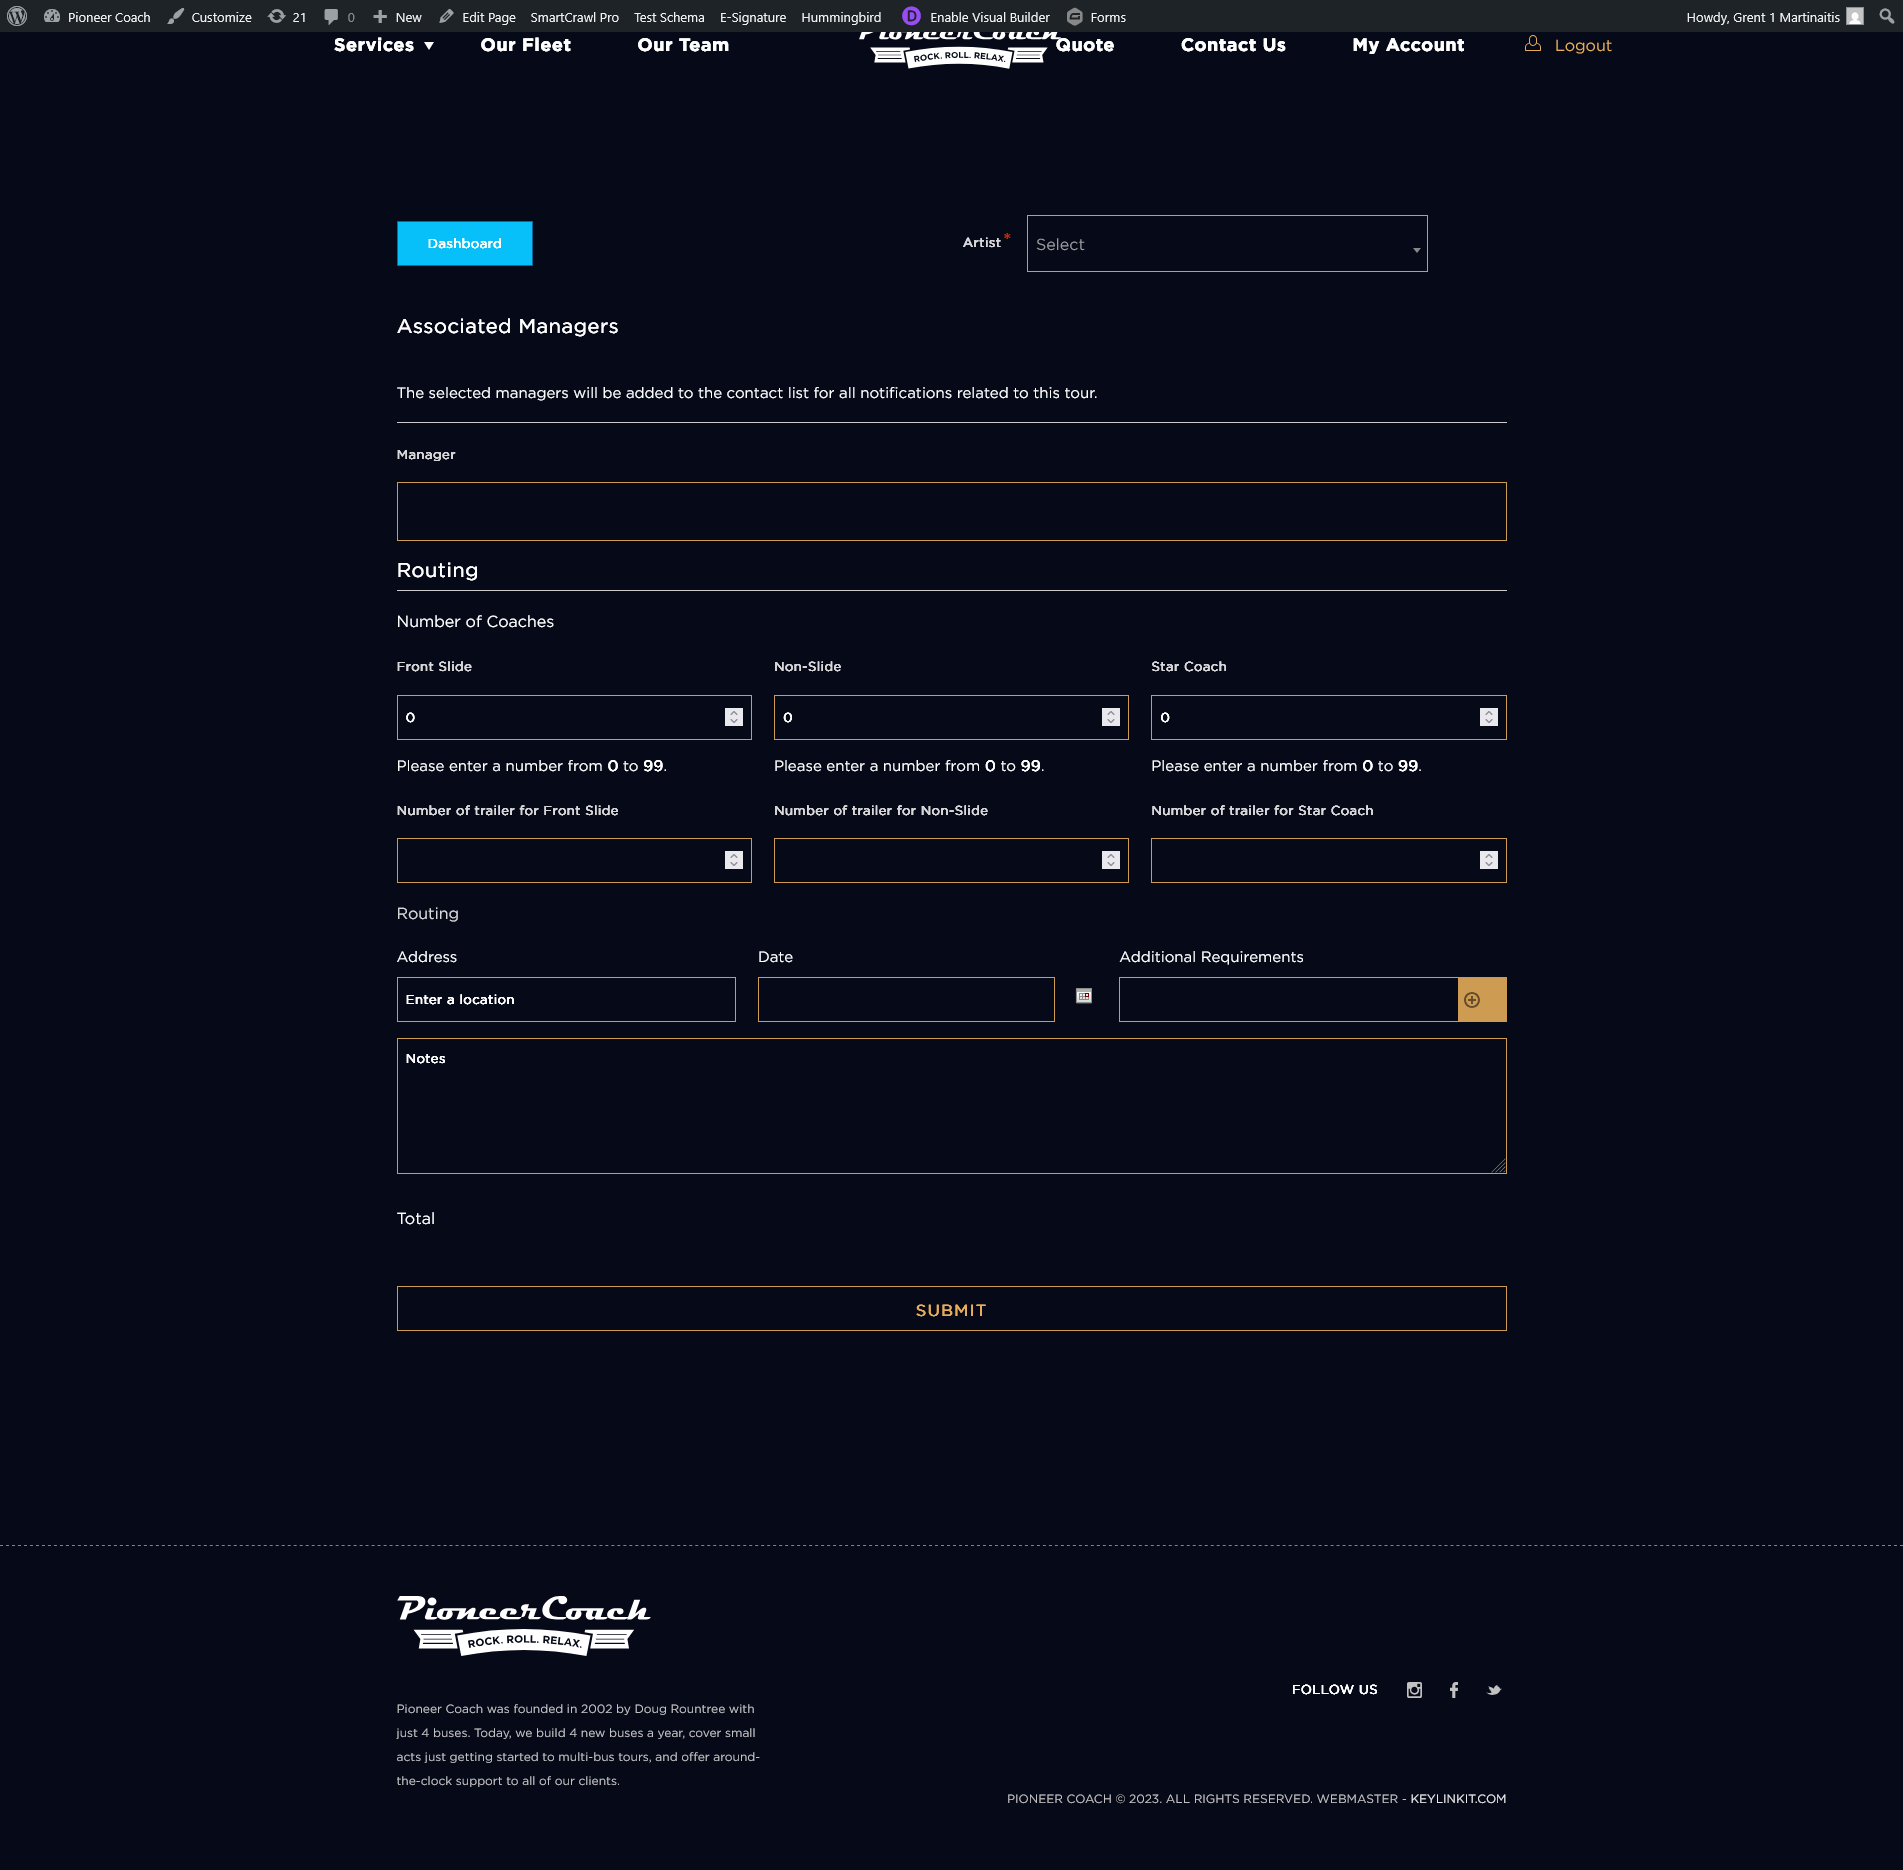 Pioneer Coach Customize 21 0 New Edit Page SmartCrawl Pro Test Schema E-Signature Hummingbird Enable Visual Builder Forms Howdy, Grent 1 Martinaitis
Services Our Fleet Our Team Pioneer Coach Quote Contact Us My Account Logout
ROCK. ROLL. RELAX.
Dashboard
Artist* Select
Associated Managers
The selected managers will be added to the contact list for all notifications related to this tour.
Manager
Routing
Number of Coaches
Front Slide Non-Slide Star Coach
0 0 0
Please enter a number from 0 to 99. Please enter a number from 0 to 99. Please enter a number from 0 to 99.
Number of trailer for Front Slide Number of trailer for Non-Slide Number of trailer for Star Coach
Routing
Address Date Additional Requirements
Enter a location
Notes
Total
SUBMIT
Pioneer Coach
ROCK. ROLL. RELAX.
FOLLOW US
Pioneer Coach was founded in 2002 by Doug Rountree with
just 4 buses. Today, we build 4 new buses a year, cover small
acts just getting started to multi-bus tours, and offer around-
the-clock support to all of our clients.
PIONEER COACH © 2023. ALL RIGHTS RESERVED. WEBMASTER - KEYLINKIT.COM